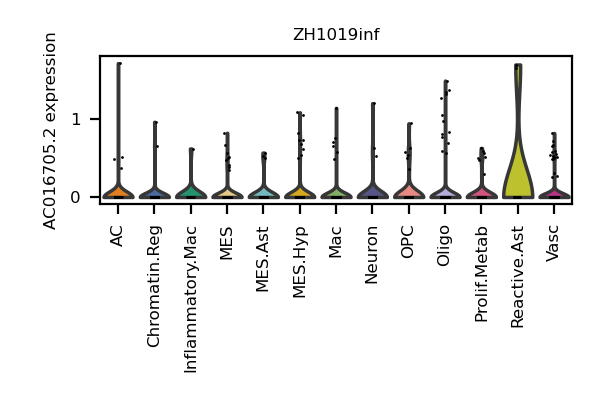 ZH1019inf
AC016705.2 expression
1
0
AC
Chromatin.Reg
Inflammatory.Mac
MES
MES.Ast
MES.Hyp
Mac
Neuron
OPC
Oligo
Prolif.Metab
Reactive.Ast
Vasc